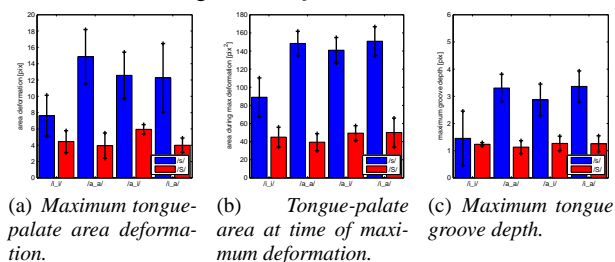 20
18
16
14
12
10
8
6
4
2
0
area deformation [pix]
/i_i/ /a_a/ /a_i/ /i_a/
/s/
/S/
180
160
140
120
100
80
60
40
20
0
area during max deformation [pix²]
/i_i/ /a_a/ /a_i/ /i_a/
/s/
/S/
6
5
4
3
2
1
0
maximum groove depth [pix]
/i_i/ /a_a/ /a_i/ /i_a/
/s/
/S/
(a) Maximum tongue-
palate area deforma-
tion.
(b) Tongue-palate
area at time of maxi-
mum deformation.
(c) Maximum tongue
groove depth.